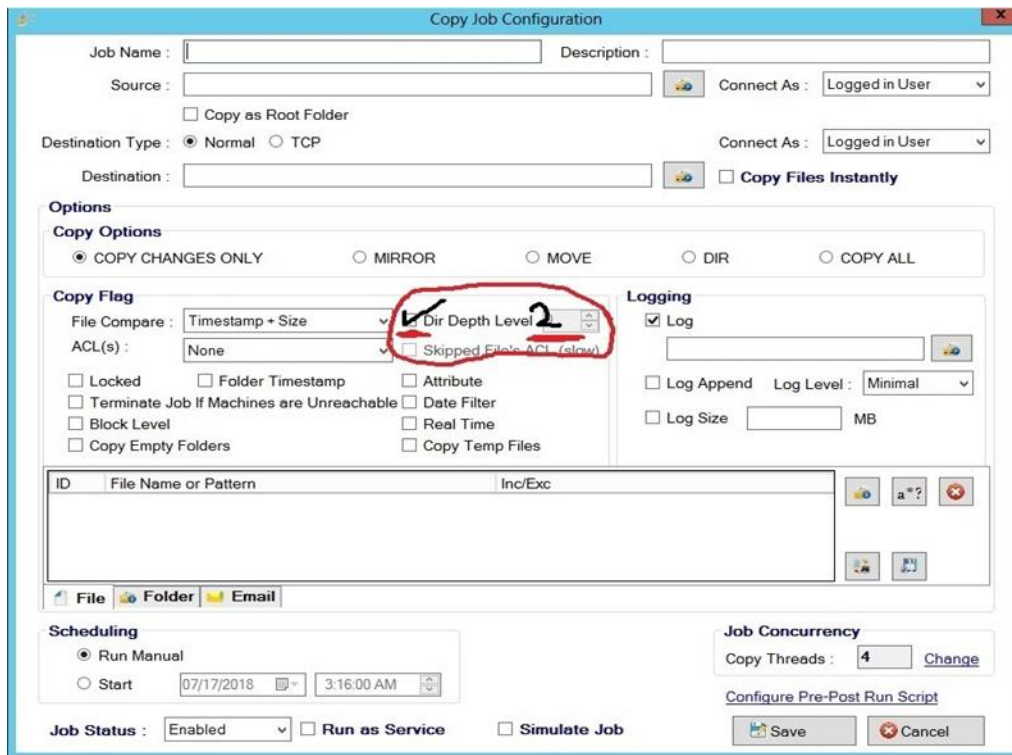 Copy Job Configuration
x
Job Name :
Description :
Source :
Connect As : Logged in User
Copy as Root Folder
Destination Type : Normal TCP
Connect As : Logged in User
Destination :
Copy Files Instantly
Options
Copy Options
COPY CHANGES ONLY MIRROR MOVE DIR COPY ALL
Copy Flag
File Compare : Timestamp + Size
Dir Depth Level 2
ACL(s) : None
Skipped File's ACL (slow)
Locked Folder Timestamp Attribute
Terminate Job If Machines are Unreachable Date Filter
Block Level Real Time
Copy Empty Folders Copy Temp Files
Logging
Log
Log Append Log Level : Minimal
Log Size MB
ID File Name or Pattern Inc/Exc
a*?
File Folder Email
Scheduling
Run Manual
Start 07/17/2018 3:16:00 AM
Job Concurrency
Copy Threads : 4 Change
Configure Pre-Post Run Script
Job Status : Enabled Run as Service Simulate Job
Save Cancel